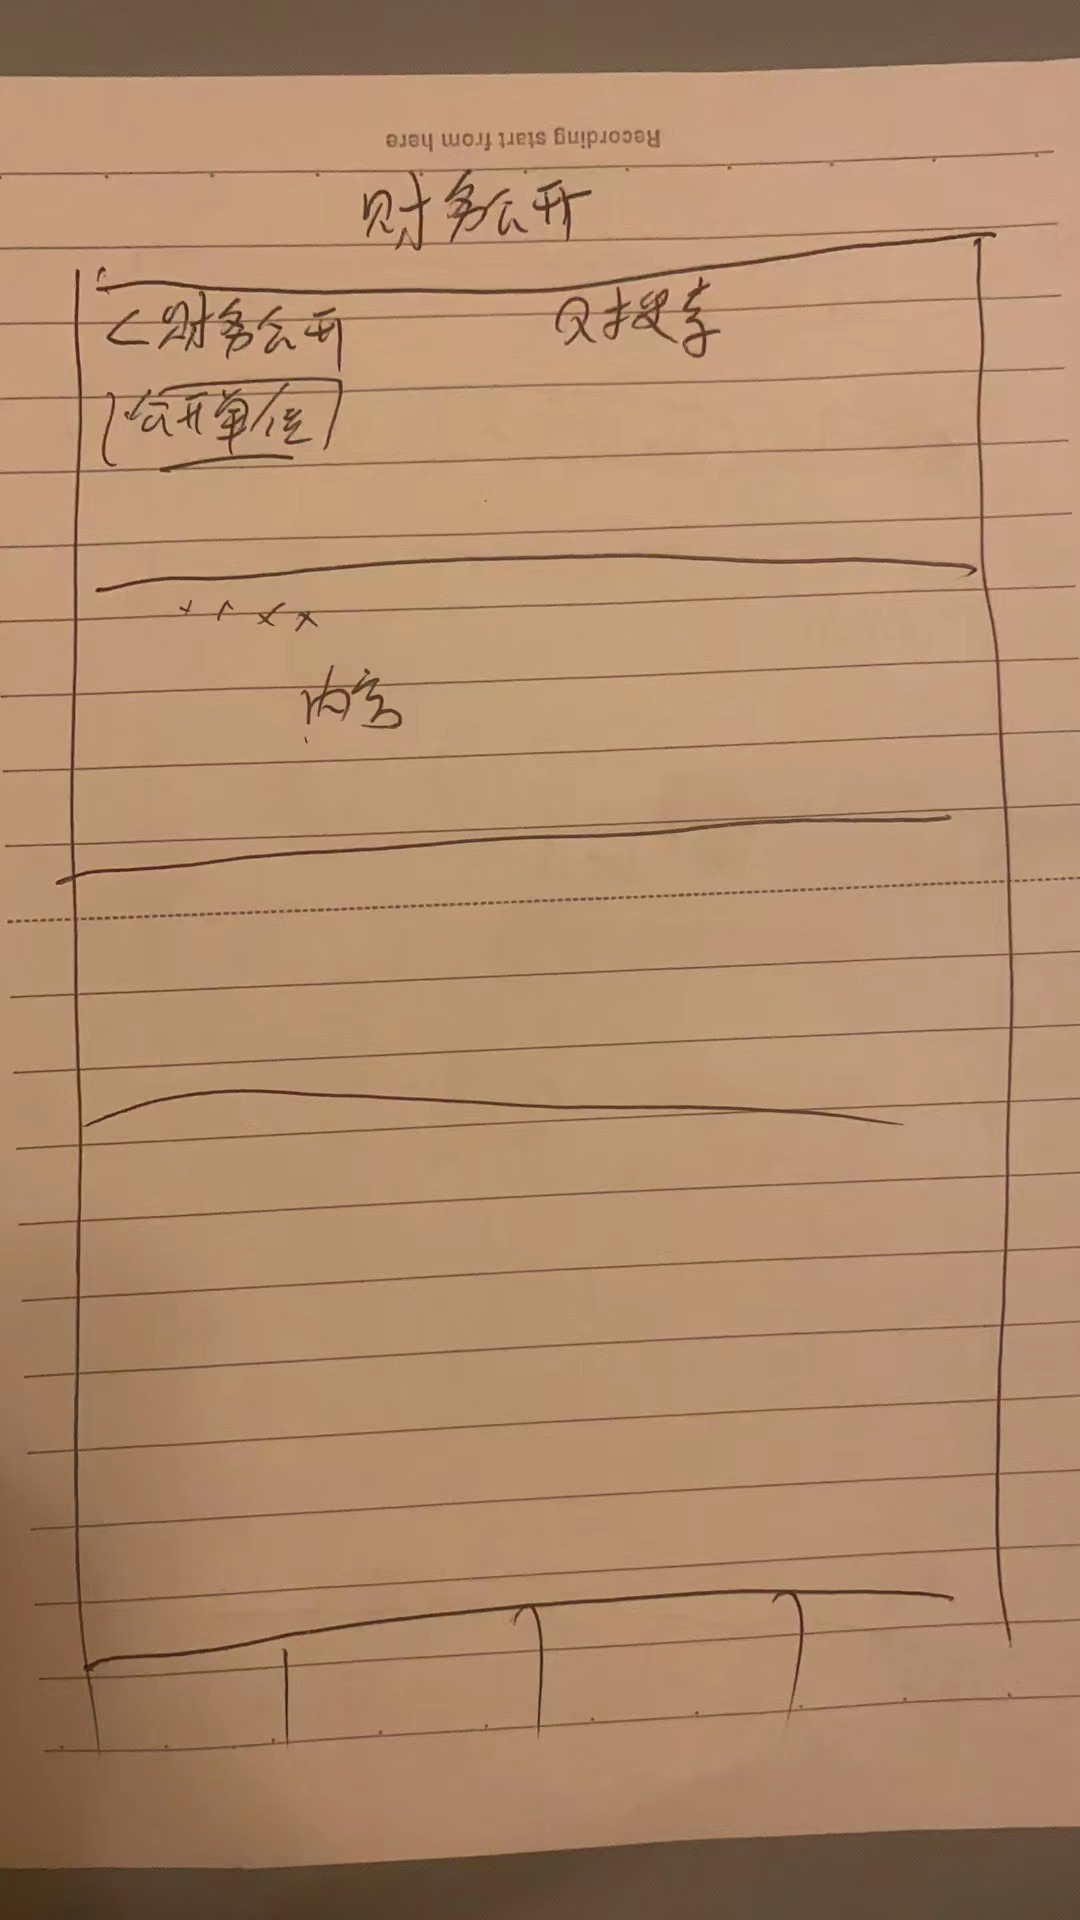 Recording start from here
财务公开
<财务公开 Q搜索
公开单位
××××
内容